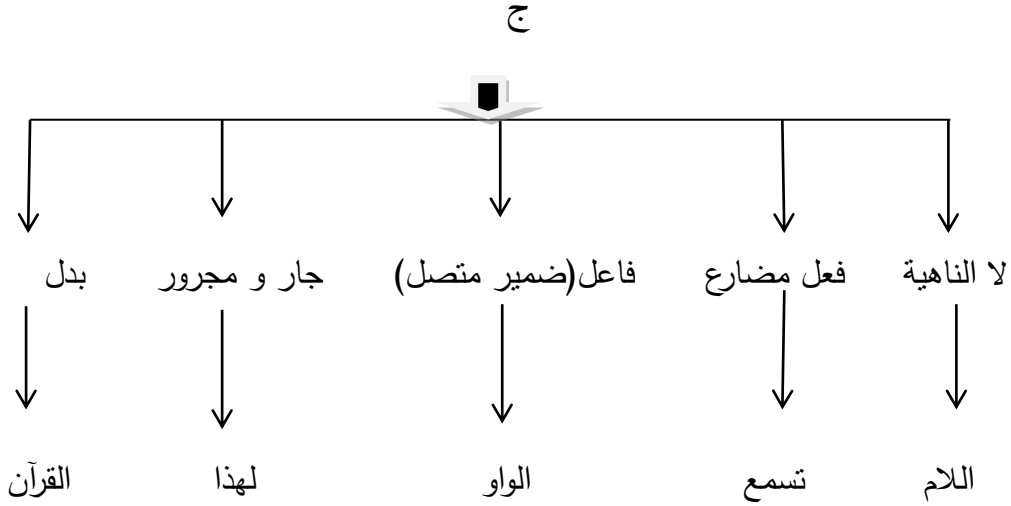 ج
لا الناهية فعل مضارع فاعل(ضمير متصل) جار و مجرور بدل
اللام تسمع الواو لهذا القرآن